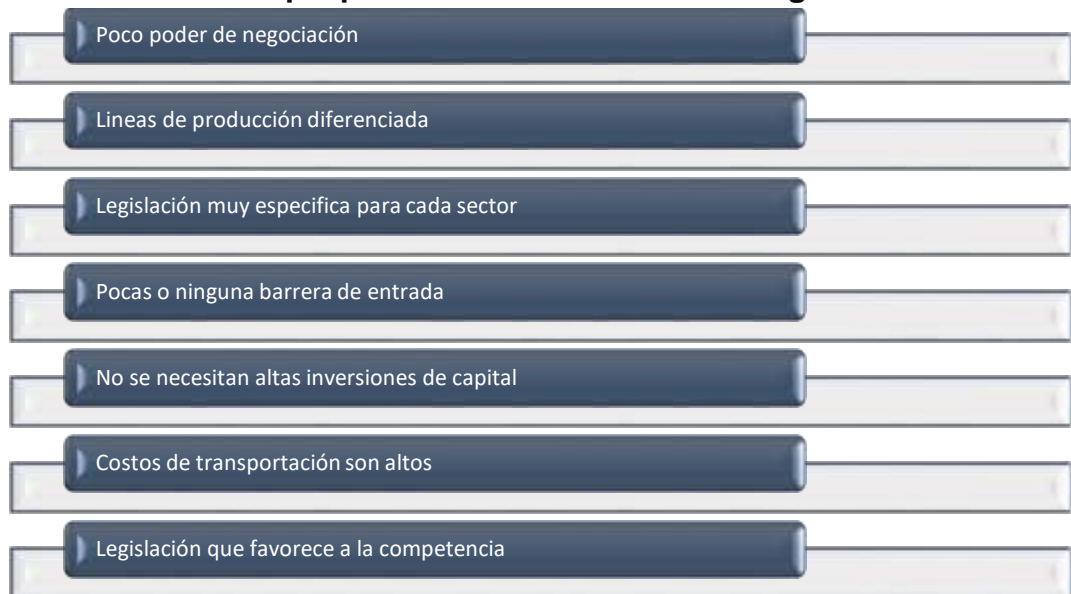 Poco poder de negociación
Lineas de producción diferenciada
Legislación muy especifica para cada sector
Pocas o ninguna barrera de entrada
No se necesitan altas inversiones de capital
Costos de transportación son altos
Legislación que favorece a la competencia